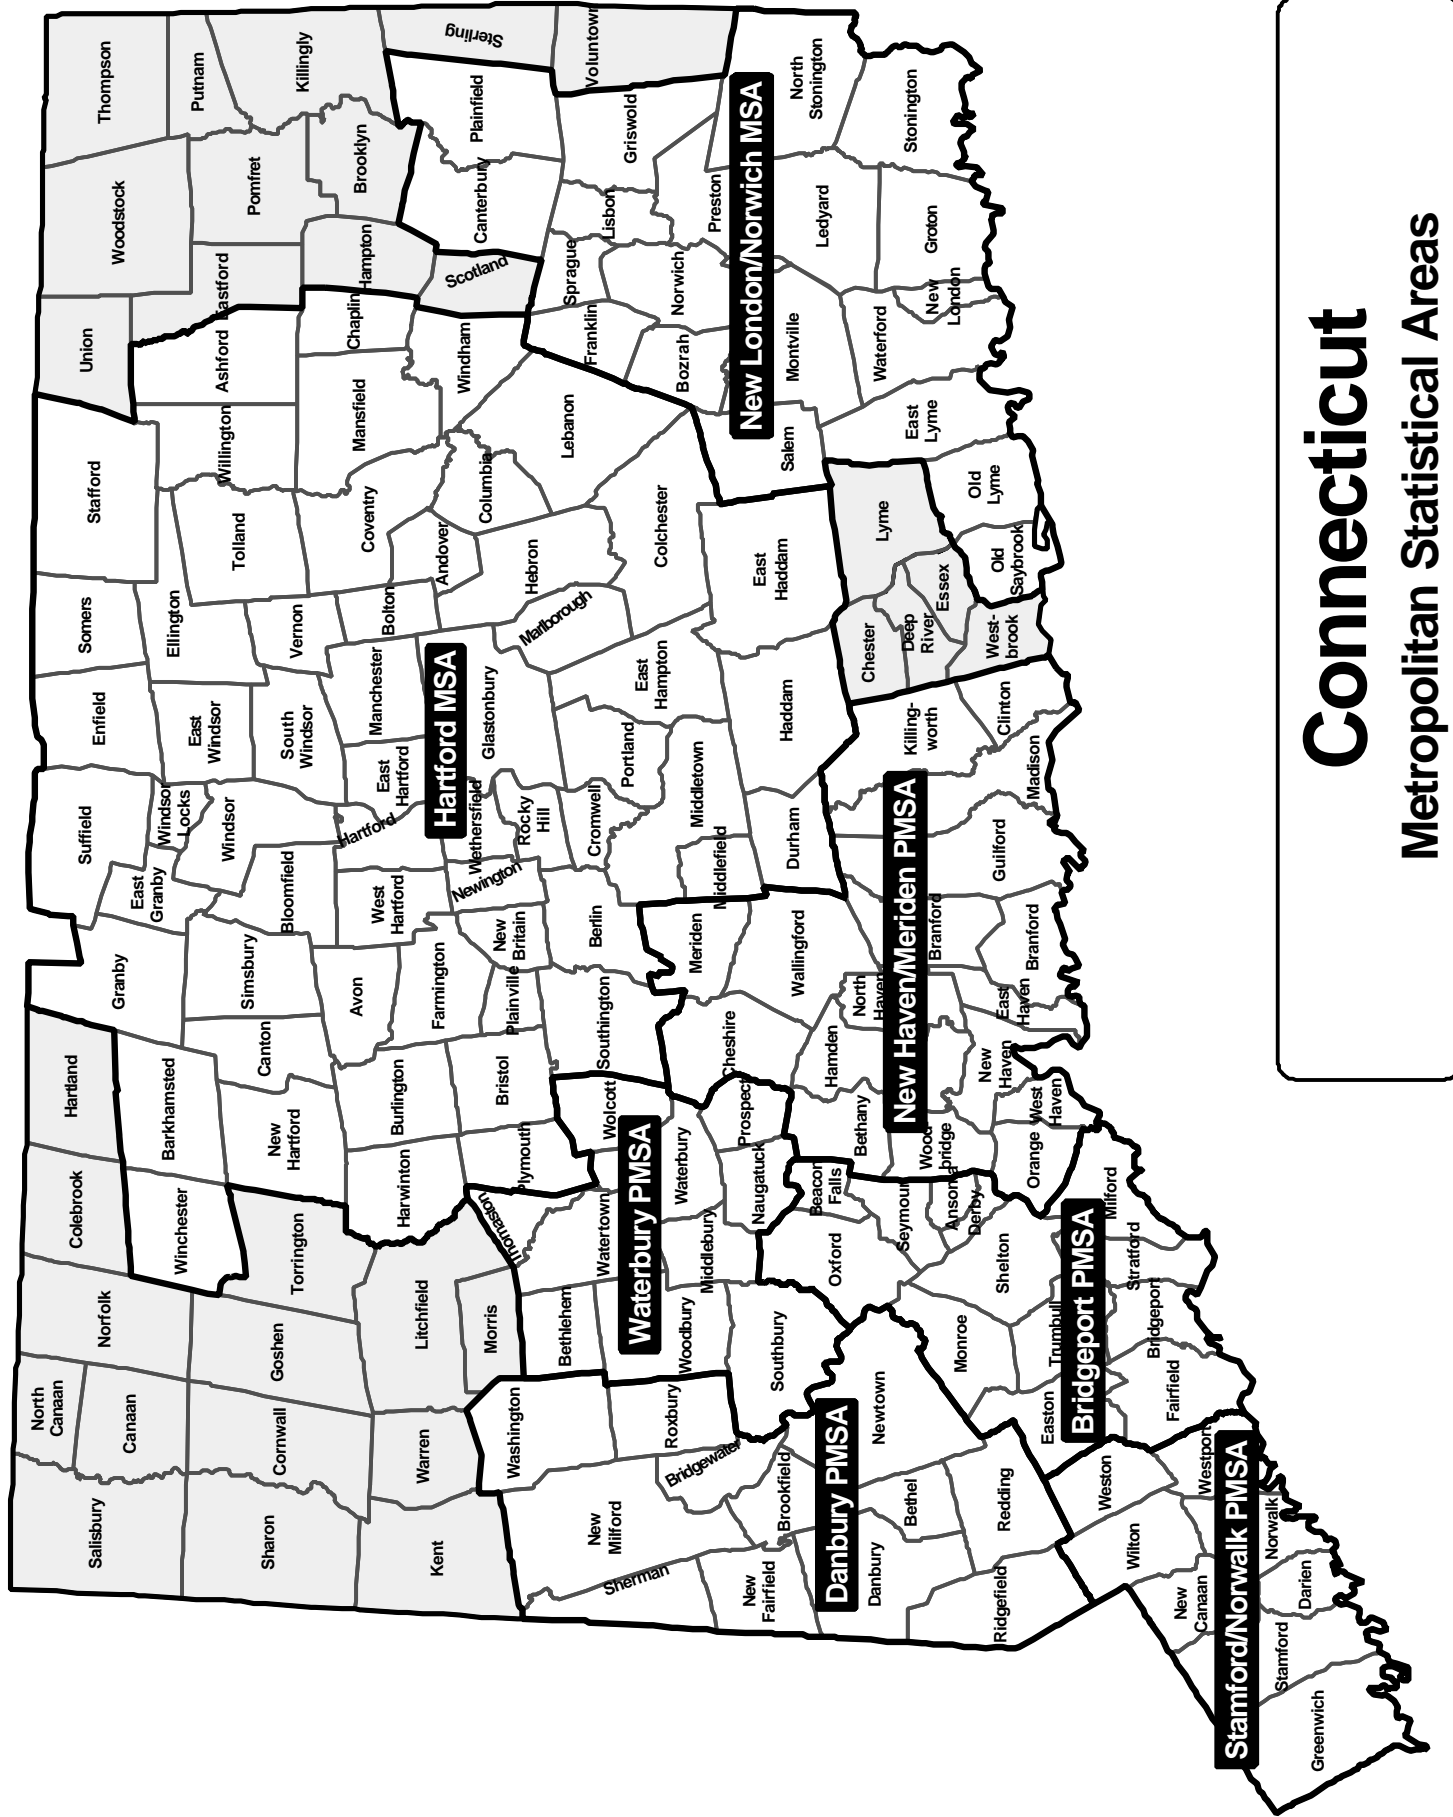 Connecticut
Metropolitan Statistical Areas
Salisbury
North
Canaan
Canaan
Norfolk
Colebrook
Hartland
Granby
East
Granby
Suffield
Enfield
Somers
Stafford
Union
Woodstock
Thompson
Putnam
Sharon
Cornwall
Goshen
Winchester
Barkhamsted
Simsbury
Windsor
Locks
Windsor
East
Windsor
Ellington
Tolland
Willington
Ashford
Eastford
Pomfret
Killingly
Torrington
New
Hartford
Canton
Bloomfield
South
Windsor
Vernon
Kent
Warren
Litchfield
Harwinton
Burlington
Avon
West
Hartford
Hartford
East
Hartford
Manchester
Bolton
Coventry
Mansfield
Chaplin
Hampton
Brooklyn
Sterling
Farmington
Andover
Columbia
Windham
Scotland
Canterbury
Plainfield
Hartford MSA
Morris
Thomaston
Plymouth
Bristol
Plainville
New
Britain
Newington
Wethersfield
Rocky
Hill
Glastonbury
Hebron
Marlborough
Lebanon
Franklin
Sprague
Lisbon
Griswold
Voluntown
Washington
Bethlehem
Watertown
Wolcott
Southington
Berlin
Cromwell
Portland
East
Hampton
Colchester
Bozrah
Norwich
Preston
New London/Norwich MSA
North
Stonington
New
Milford
Sherman
Roxbury
Bridgewater
Woodbury
Waterbury PMSA
Middlebury
Waterbury
Naugatuck
Prospect
Cheshire
Meriden
Middlefield
Middletown
Haddam
East
Haddam
Salem
Montville
Ledyard
Stonington
New
Fairfield
Brookfield
Southbury
Oxford
Beacon
Falls
Bethany
Hamden
North
Haven
Wallingford
Durham
Chester
Lyme
East
Lyme
Waterford
New
London
Groton
Danbury PMSA
Danbury
Bethel
Newtown
Seymour
Ansonia
Derby
Wood
bridge
New Haven/Meriden PMSA
Branford
Killing-
worth
Deep
River
Essex
Old
Lyme
Old
Saybrook
West-
brook
Clinton
Madison
Guilford
Branford
East
Haven
New
Haven
West
Haven
Orange
Ridgefield
Redding
Monroe
Shelton
Easton
Trumbull
Bridgeport PMSA
Milford
Stratford
Bridgeport
Fairfield
Weston
Wilton
Westport
New
Canaan
Stamford/Norwalk PMSA
Norwalk
Darien
Stamford
Greenwich